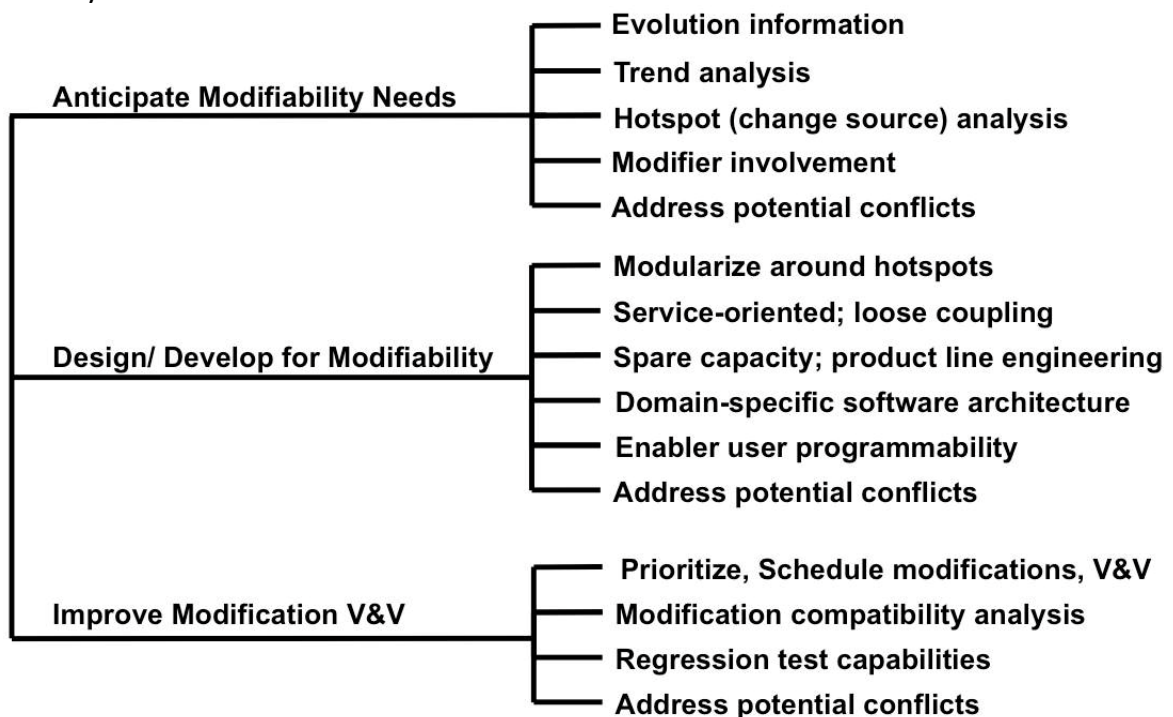 Evolution information
Trend analysis
Anticipate Modifiability Needs
Hotspot (change source) analysis
Modifier involvement
Address potential conflicts
Modularize around hotspots
Service-oriented; loose coupling
Design/ Develop for Modifiability
Spare capacity; product line engineering
Domain-specific software architecture
Enabler user programmability
Address potential conflicts
Prioritize, Schedule modifications, V&V
Improve Modification V&V
Modification compatibility analysis
Regression test capabilities
Address potential conflicts